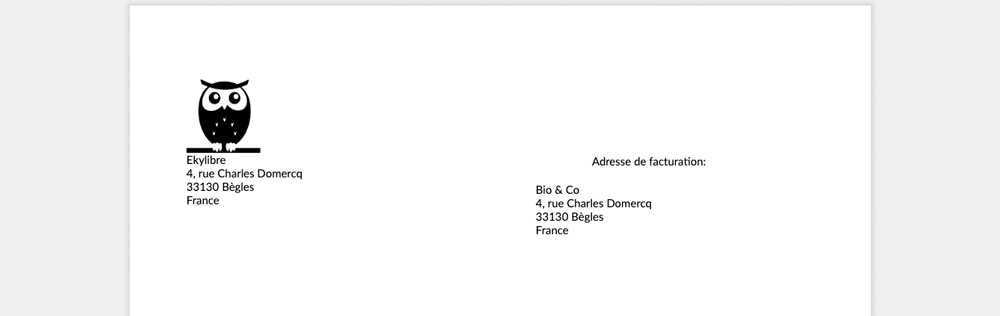 Ekylibre
4, rue Charles Domercq
33130 Bègles
France
Adresse de facturation:
Bio & Co
4, rue Charles Domercq
33130 Bègles
France